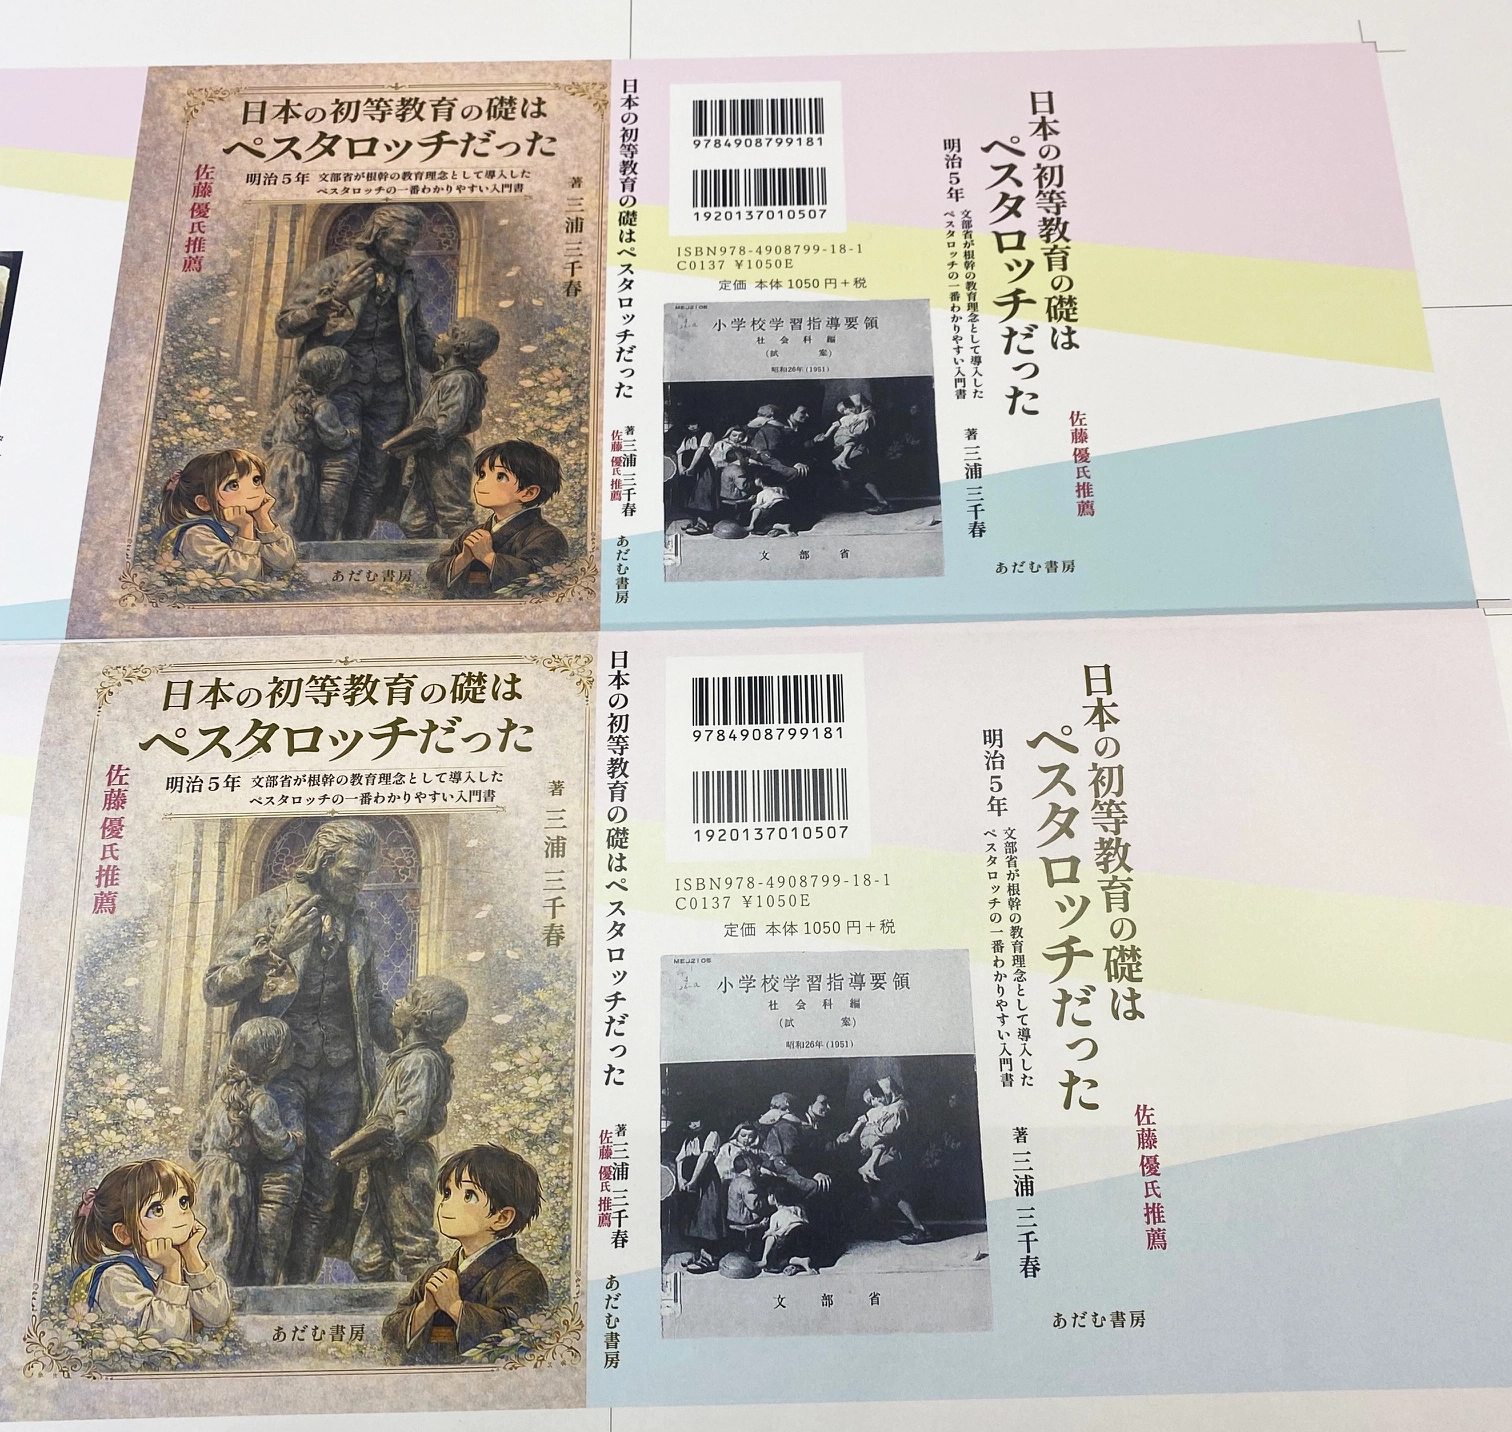 日本の初等教育の礎は
ペスタロッチだった
明治5年 文部省が根幹の教育理念として導入した
ペスタロッチの一番わかりやすい入門書
佐藤優氏推薦
著 三浦三千春
あだむ書房
日本の初等教育の礎はペスタロッチだった
著 三浦三千春
佐藤優氏推薦
あだむ書房
9784908799181
1920137010507
ISBN978-4908799-18-1
C0137 ¥1050E
定価 本体1050円+税
MEJ2108
小学校学習指導要領
社会科編
(試案)
昭和26年(1951)
文部省
日本の初等教育の礎は
ペスタロッチだった
明治5年
文部省が根幹の教育理念として導入した
ペスタロッチの一番わかりやすい入門書
著 三浦三千春
佐藤優氏推薦
あだむ書房
日本の初等教育の礎は
ペスタロッチだった
明治5年 文部省が根幹の教育理念として導入した
ペスタロッチの一番わかりやすい入門書
佐藤優氏推薦
著 三浦三千春
あだむ書房
日本の初等教育の礎はペスタロッチだった
著 三浦三千春
佐藤優氏推薦
あだむ書房
9784908799181
1920137010507
ISBN978-4908799-18-1
C0137 ¥1050E
定価 本体1050円+税
MEJ2108
小学校学習指導要領
社会科編
(試案)
昭和26年(1951)
文部省
日本の初等教育の礎は
ペスタロッチだった
明治5年
文部省が根幹の教育理念として導入した
ペスタロッチの一番わかりやすい入門書
著 三浦三千春
佐藤優氏推薦
あだむ書房